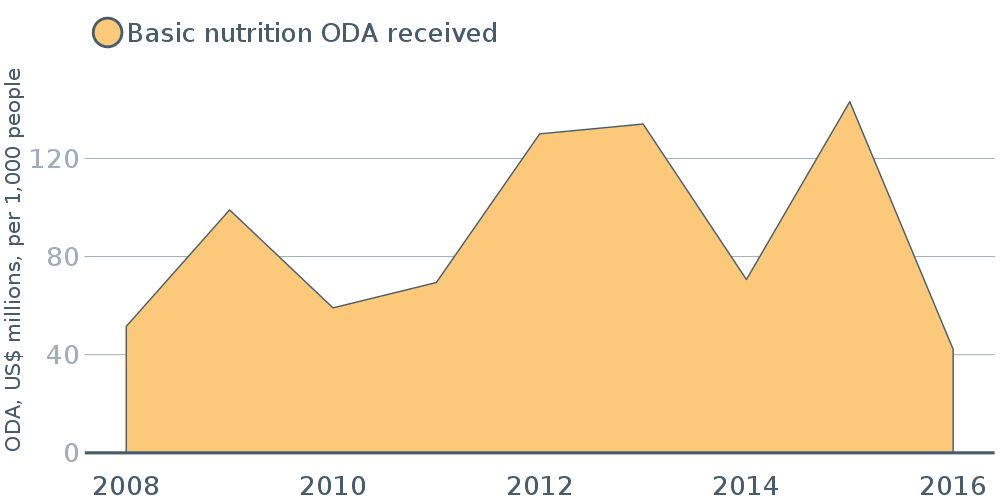 Basic nutrition ODA received
ODA, US$ millions, per 1,000 people
120
80
40
0
2008 2010 2012 2014 2016